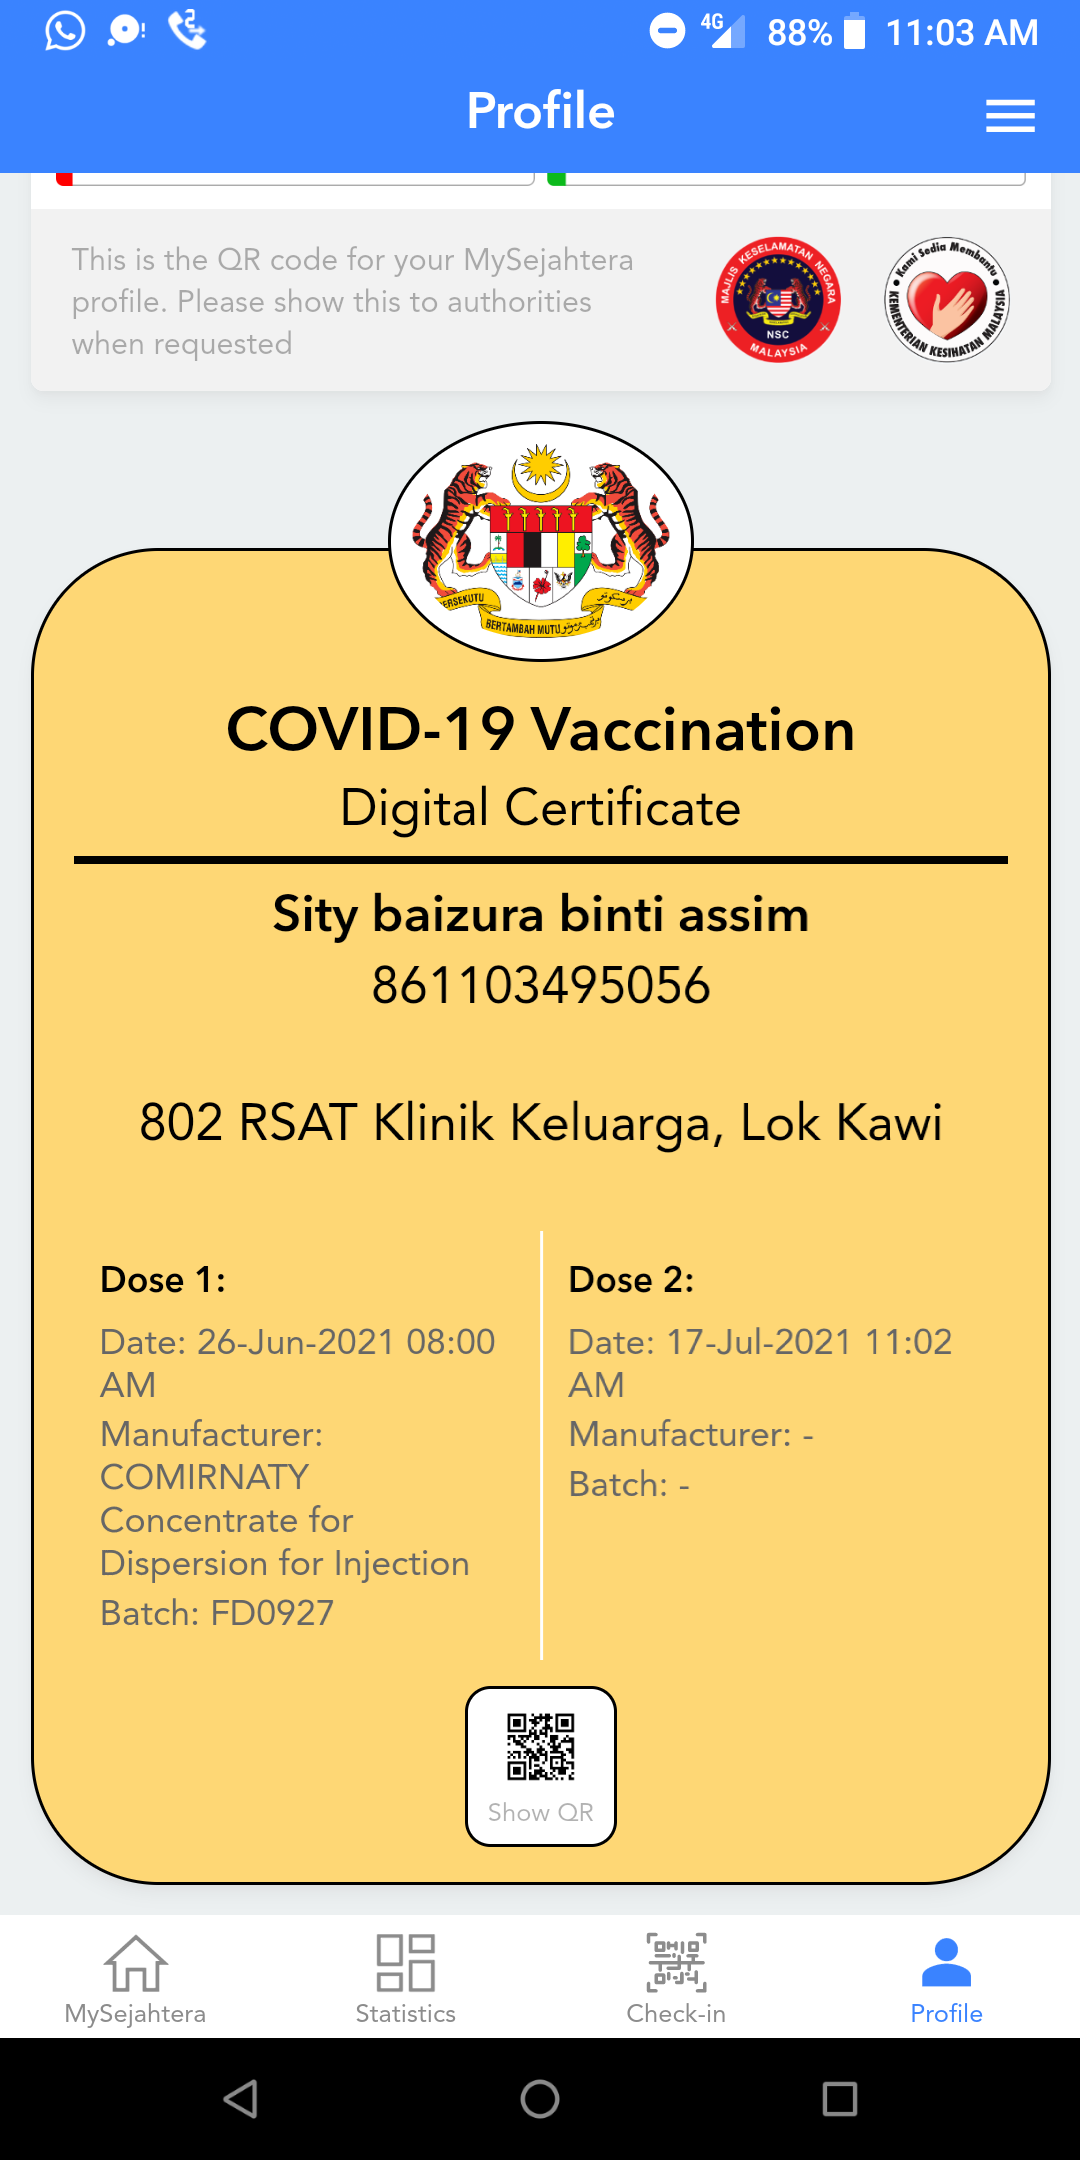 4G 88% 11:03 AM
Profile
This is the QR code for your MySejahtera
profile. Please show this to authorities
when requested
MAJLIS KESELAMATAN NEGARA
NSC
MALAYSIA
Kami Sedia Membantu
KEMENTERIAN KESIHATAN MALAYSIA
ERSEKUTU
BERTAMBAH MUTU
COVID-19 Vaccination
Digital Certificate
Sity baizura binti assim
861103495056
802 RSAT Klinik Keluarga, Lok Kawi
Dose 1:
Date: 26-Jun-2021 08:00
AM
Manufacturer:
COMIRNATY
Concentrate for
Dispersion for Injection
Batch: FD0927
Dose 2:
Date: 17-Jul-2021 11:02
AM
Manufacturer: -
Batch: -
Show QR
MySejahtera
Statistics
Check-in
Profile